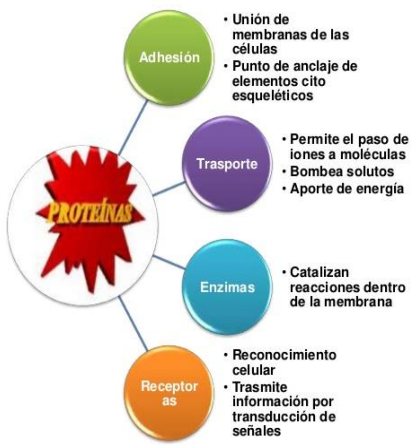 PROTEÍNAS
Adhesión
• Unión de
membranas de las
células
• Punto de anclaje de
elementos cito
esqueléticos
Trasporte
• Permite el paso de
iones a moléculas
• Bombea solutos
• Aporte de energía
Enzimas
• Catalizan
reacciones dentro
de la membrana
Receptor
as
• Reconocimiento
celular
• Trasmite
información por
transducción de
señales